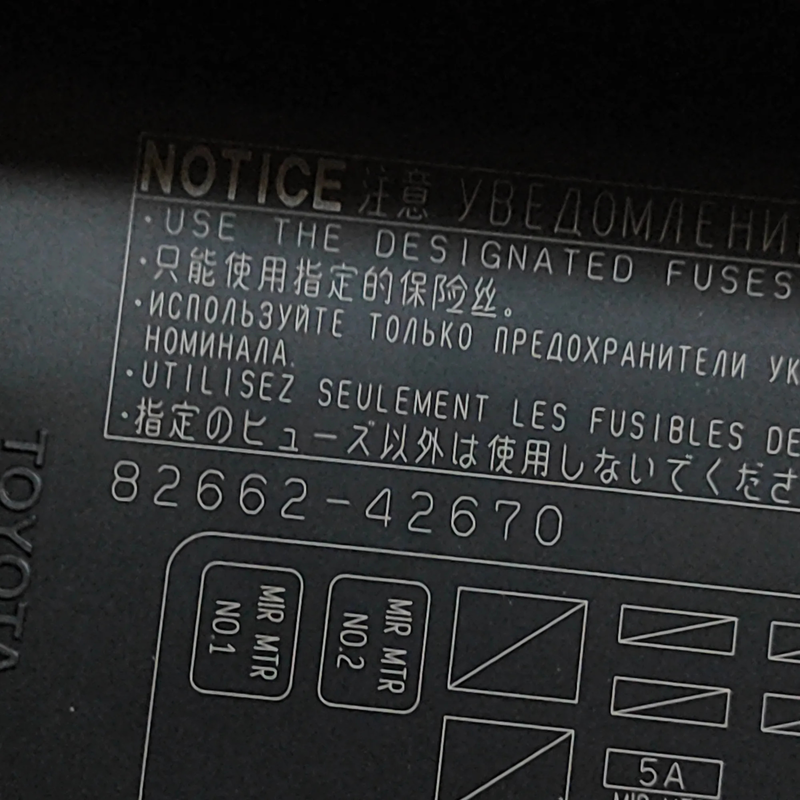 NOTICE 注意 УВЕДОМЛЕНИ
·USE THE DESIGNATED FUSES
·只能使用指定的保险丝。
·ИСПОЛЬЗУЙТЕ ТОЛЬКО ПРЕДОХРАНИТЕЛИ УК
НОМИНАЛА.
·UTILISEZ SEULEMENT LES FUSIBLES DE
·指定のヒューズ以外は使用しないでくださ
82662-42670
TOYOTA
MIR MTR
NO.1
MIR MTR
NO.2
5A